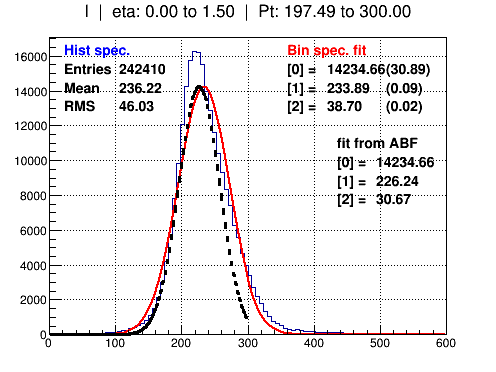 I | eta: 0.00 to 1.50 | Pt: 197.49 to 300.00
Hist spec.
Entries 242410
Mean 236.22
RMS 46.03
Bin spec. fit
[0] = 14234.66(30.89)
[1] = 233.89 (0.09)
[2] = 38.70 (0.02)
fit from ABF
[0] = 14234.66
[1] = 226.24
[2] = 30.67
16000
14000
12000
10000
8000
6000
4000
2000
0
0 100 200 300 400 500 600